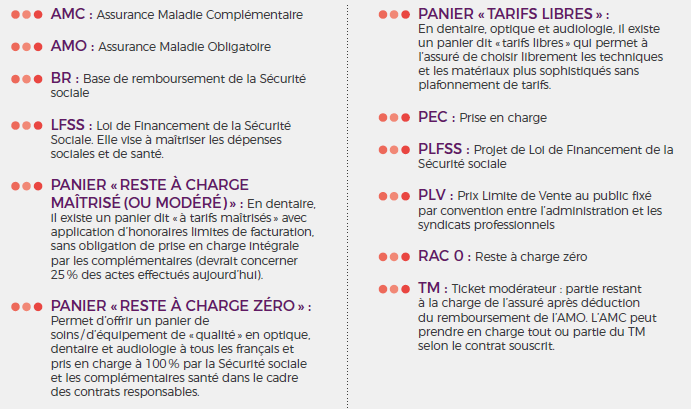 AMC : Assurance Maladie Complémentaire
AMO : Assurance Maladie Obligatoire
BR : Base de remboursement de la Sécurité
sociale
LFSS : Loi de Financement de la Sécurité
Sociale. Elle vise à maîtriser les dépenses
sociales et de santé.
PANIER « RESTE À CHARGE
MAÎTRISÉ (OU MODÉRÉ) » : En dentaire,
il existe un panier dit « à tarifs maîtrisés » avec
application d'honoraires limites de facturation,
sans obligation de prise en charge intégrale
par les complémentaires (devrait concerner
25 % des actes effectués aujourd'hui).
PANIER « RESTE À CHARGE ZÉRO » :
Permet d'offrir un panier de
soins/d'équipement de « qualité » en optique,
dentaire et audiologie à tous les français et
pris en charge à 100 % par la Sécurité sociale
et les complémentaires santé dans le cadre
des contrats responsables.
PANIER « TARIFS LIBRES » :
En dentaire, optique et audiologie, il existe
un panier dit « tarifs libres » qui permet à
l'assuré de choisir librement les techniques
et les matériaux plus sophistiqués sans
plafonnement de tarifs.
PEC : Prise en charge
PLFSS : Projet de Loi de Financement de la
Sécurité sociale
PLV : Prix Limite de Vente au public fixé
par convention entre l'administration et les
syndicats professionnels
RAC 0 : Reste à charge zéro
TM : Ticket modérateur : partie restant
à la charge de l'assuré après déduction
du remboursement de l'AMO. L'AMC peut
prendre en charge tout ou partie du TM
selon le contrat souscrit.